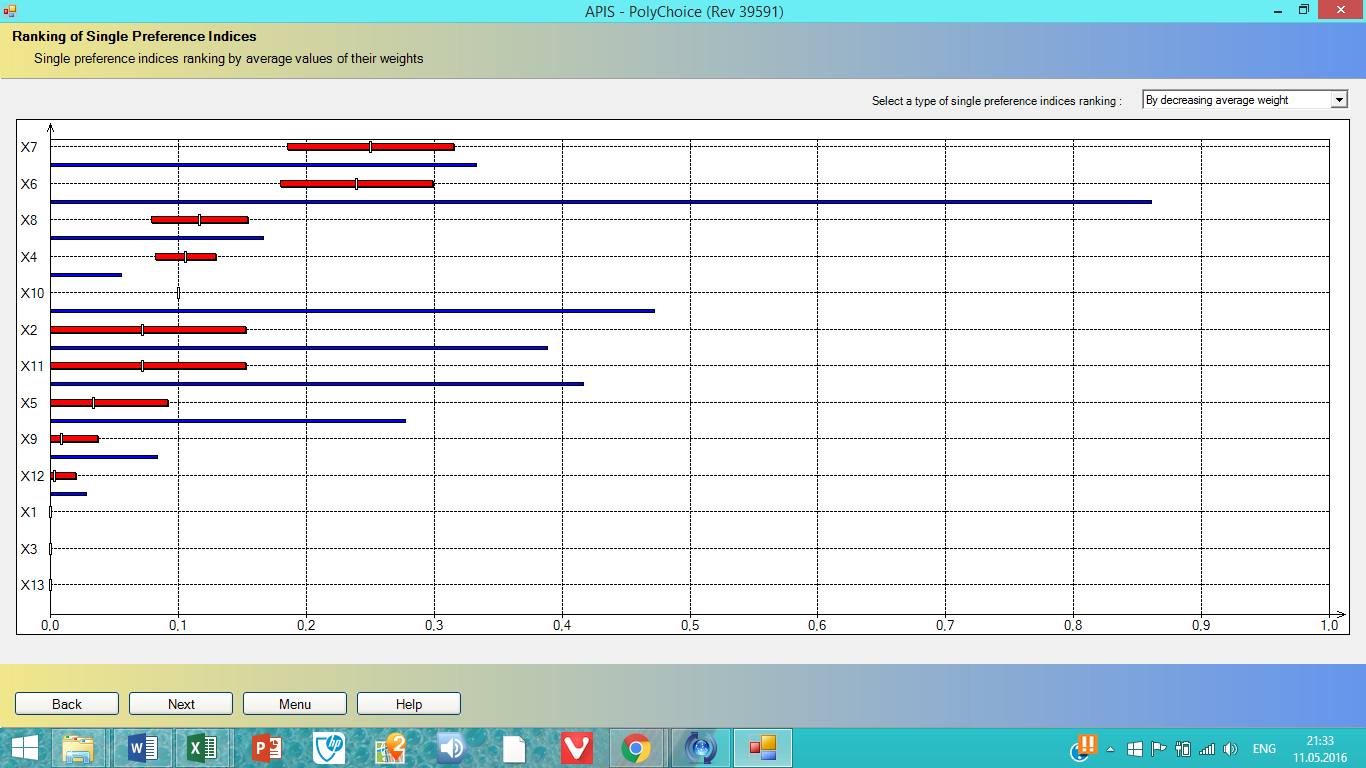 APIS - PolyChoice (Rev 39591)
Ranking of Single Preference Indices
Single preference indices ranking by average values of their weights
Select a type of single preference indices ranking :
By decreasing average weight
X7
X6
X8
X4
X10
X2
X11
X5
X9
X12
X1
X3
X13
0,0 0,1 0,2 0,3 0,4 0,5 0,6 0,7 0,8 0,9 1,0
Back Next Menu Help
ENG
21:33
11.05.2016